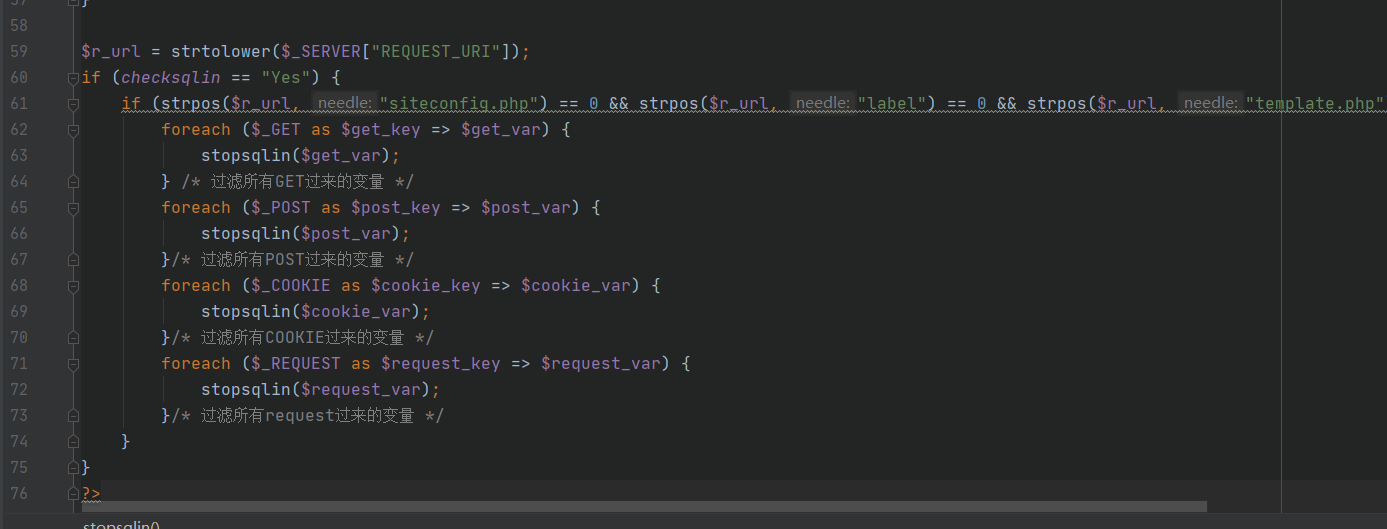 57 }
58
59 $r_url = strtolower($_SERVER["REQUEST_URI"]);
60 if (checksqlin == "Yes") {
61 if (strpos($r_url, needle: "siteconfig.php") == 0 && strpos($r_url, needle: "label") == 0 && strpos($r_url, needle: "template.php"
62 foreach ($_GET as $get_key => $get_var) {
63 stopsqlin($get_var);
64 } /* 过滤所有GET过来的变量 */
65 foreach ($_POST as $post_key => $post_var) {
66 stopsqlin($post_var);
67 }/* 过滤所有POST过来的变量 */
68 foreach ($_COOKIE as $cookie_key => $cookie_var) {
69 stopsqlin($cookie_var);
70 }/* 过滤所有COOKIE过来的变量 */
71 foreach ($_REQUEST as $request_key => $request_var) {
72 stopsqlin($request_var);
73 }/* 过滤所有request过来的变量 */
74 }
75 }
76 ?>
stopsqlin()